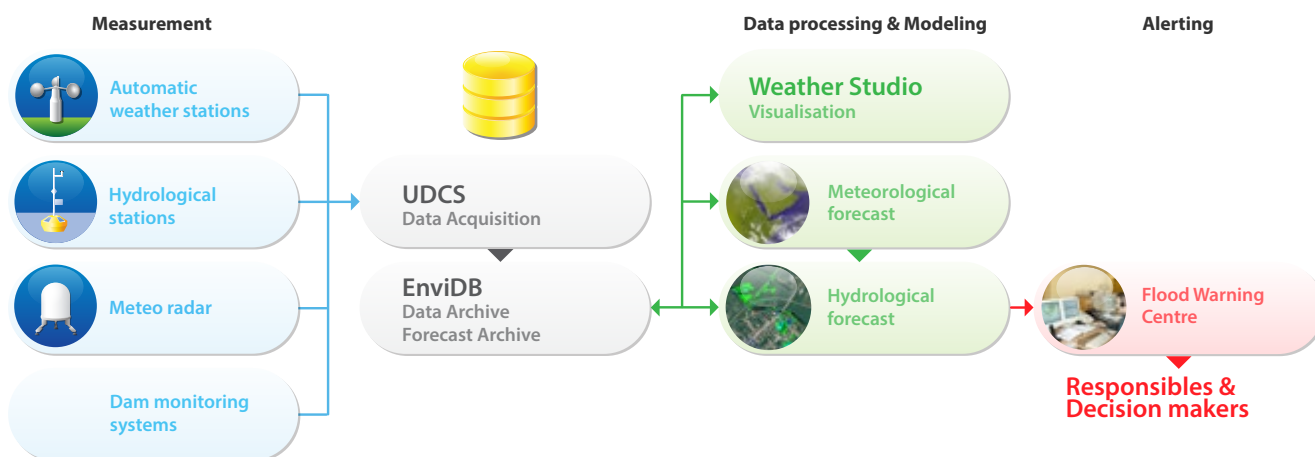 Measurement
Automatic
weather stations
Hydrological
stations
Meteo radar
Dam monitoring
systems
UDCS
Data Acquisition
EnviDB
Data Archive
Forecast Archive
Data processing & Modeling
Weather Studio
Visualisation
Meteorological
forecast
Hydrological
forecast
Alerting
Flood Warning
Centre
Responsibles &
Decision makers